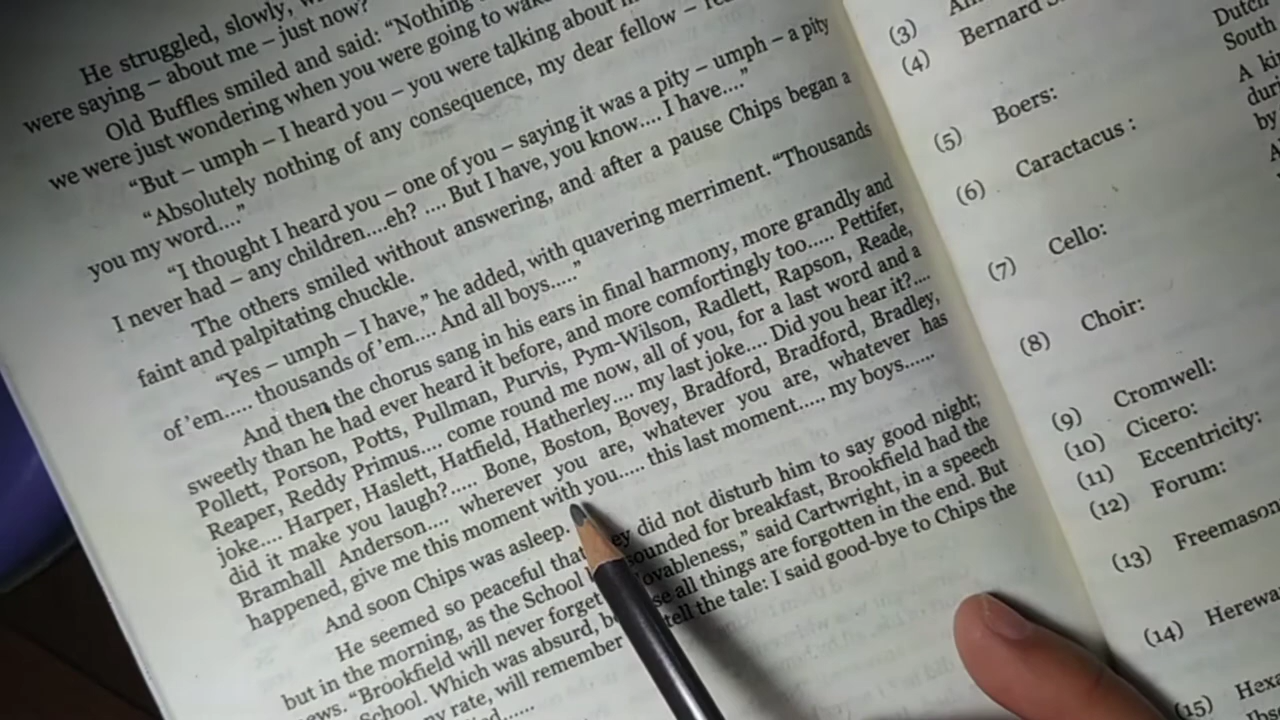 He struggled, slowly,
were saying – about me – just now?
Old Buffles smiled and said: “Nothing
we were just wondering when you were going to
“But – umph – I heard you – you were talking about
“Absolutely nothing of any consequence, my dear fellow –
you my word....”
“I thought I heard you – one of you – saying it was a pity – umph – a pity
I never had – any children....eh? .... But I have, you know.... I have....”
The others smiled without answering, and after a pause Chips began a
faint and palpitating chuckle.
“Yes – umph – I have,” he added, with quavering merriment. “Thousands
of ’em..... thousands of ’em.... And all boys.....”
And then the chorus sang in his ears in final harmony, more grandly and
sweetly than he had ever heard it before, and more comfortingly too..... Pettifer,
Pollett, Porson, Potts, Pullman, Purvis, Pym-Wilson, Radlett, Rapson, Reade,
Reaper, Reddy Primus.... come round me now, all of you, for a last word and a
joke.... Harper, Haslett, Hatfield, Hatherley.... my last joke.... Did you hear it?....
did it make you laugh?..... Bone, Boston, Bovey, Bradford, Bradley,
Bramhall Anderson.... wherever you are, whatever you are, whatever has
happened, give me this moment with you..... this last moment..... my boys......
And soon Chips was asleep.
He seemed so peaceful that did not disturb him to say good night;
but in the morning, as the School sounded for breakfast, Brookfield had the
“Brookfield will never forget lovableness,” said Cartwright, in a speech
School. Which was absurd, all things are forgotten in the end. But
rate, will remember tell the tale: I said good-bye to Chips the
(3)
(4) Bernard
(5) Boers:
(6) Caractacus :
(7) Cello:
(8) Choir:
(9) Cromwell:
(10) Cicero:
(11) Eccentricity:
(12) Forum:
(13)
(14)
(15)
Dutch
South
by